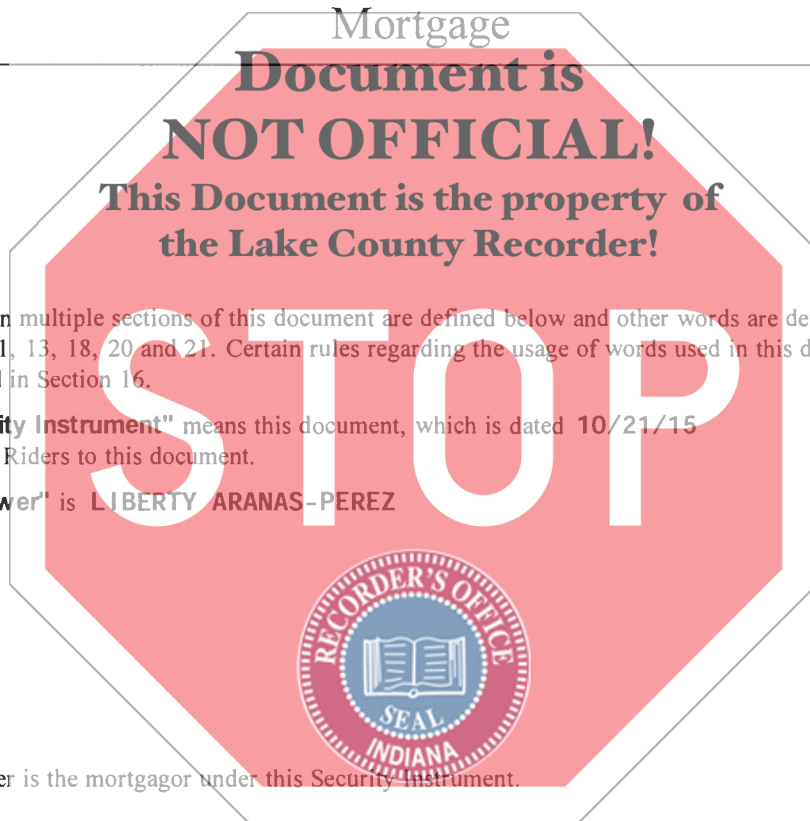 Mortgage
Document is
NOT OFFICIAL!
This Document is the property of
the Lake County Recorder!
n multiple sections of this document are defined below and other words are de
1, 13, 18, 20 and 21. Certain rules regarding the usage of words used in this d
in Section 16.
ity Instrument" means this document, which is dated 10/21/15
Riders to this document.
wer" is LIBERTY ARANAS-PEREZ
STOP
RECORDER'S OFFICE
SEAL
INDIANA
er is the mortgagor under this Security Instrument.